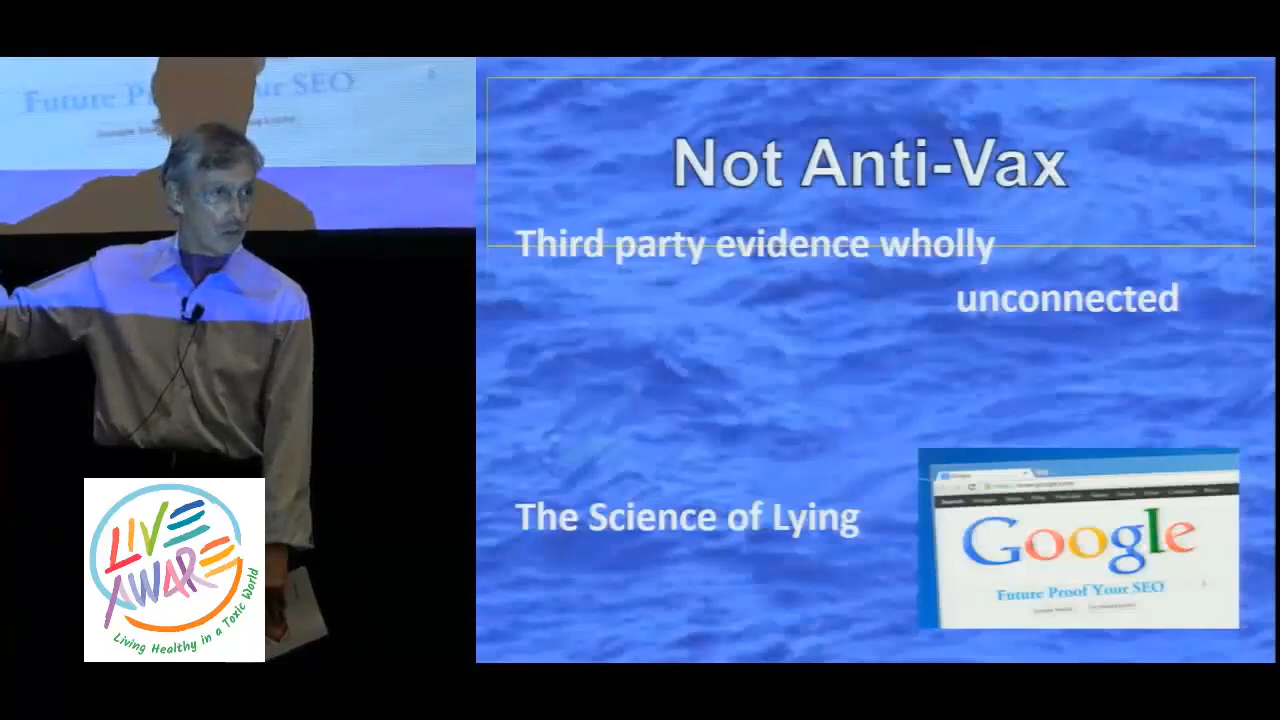 Future P
ur SEO
Not Anti-Vax
Third party evidence wholly
unconnected
The Science of Lying
Google
Future Proof Your SEO
LIVE
AWARE
Living Healthy in a Toxic World